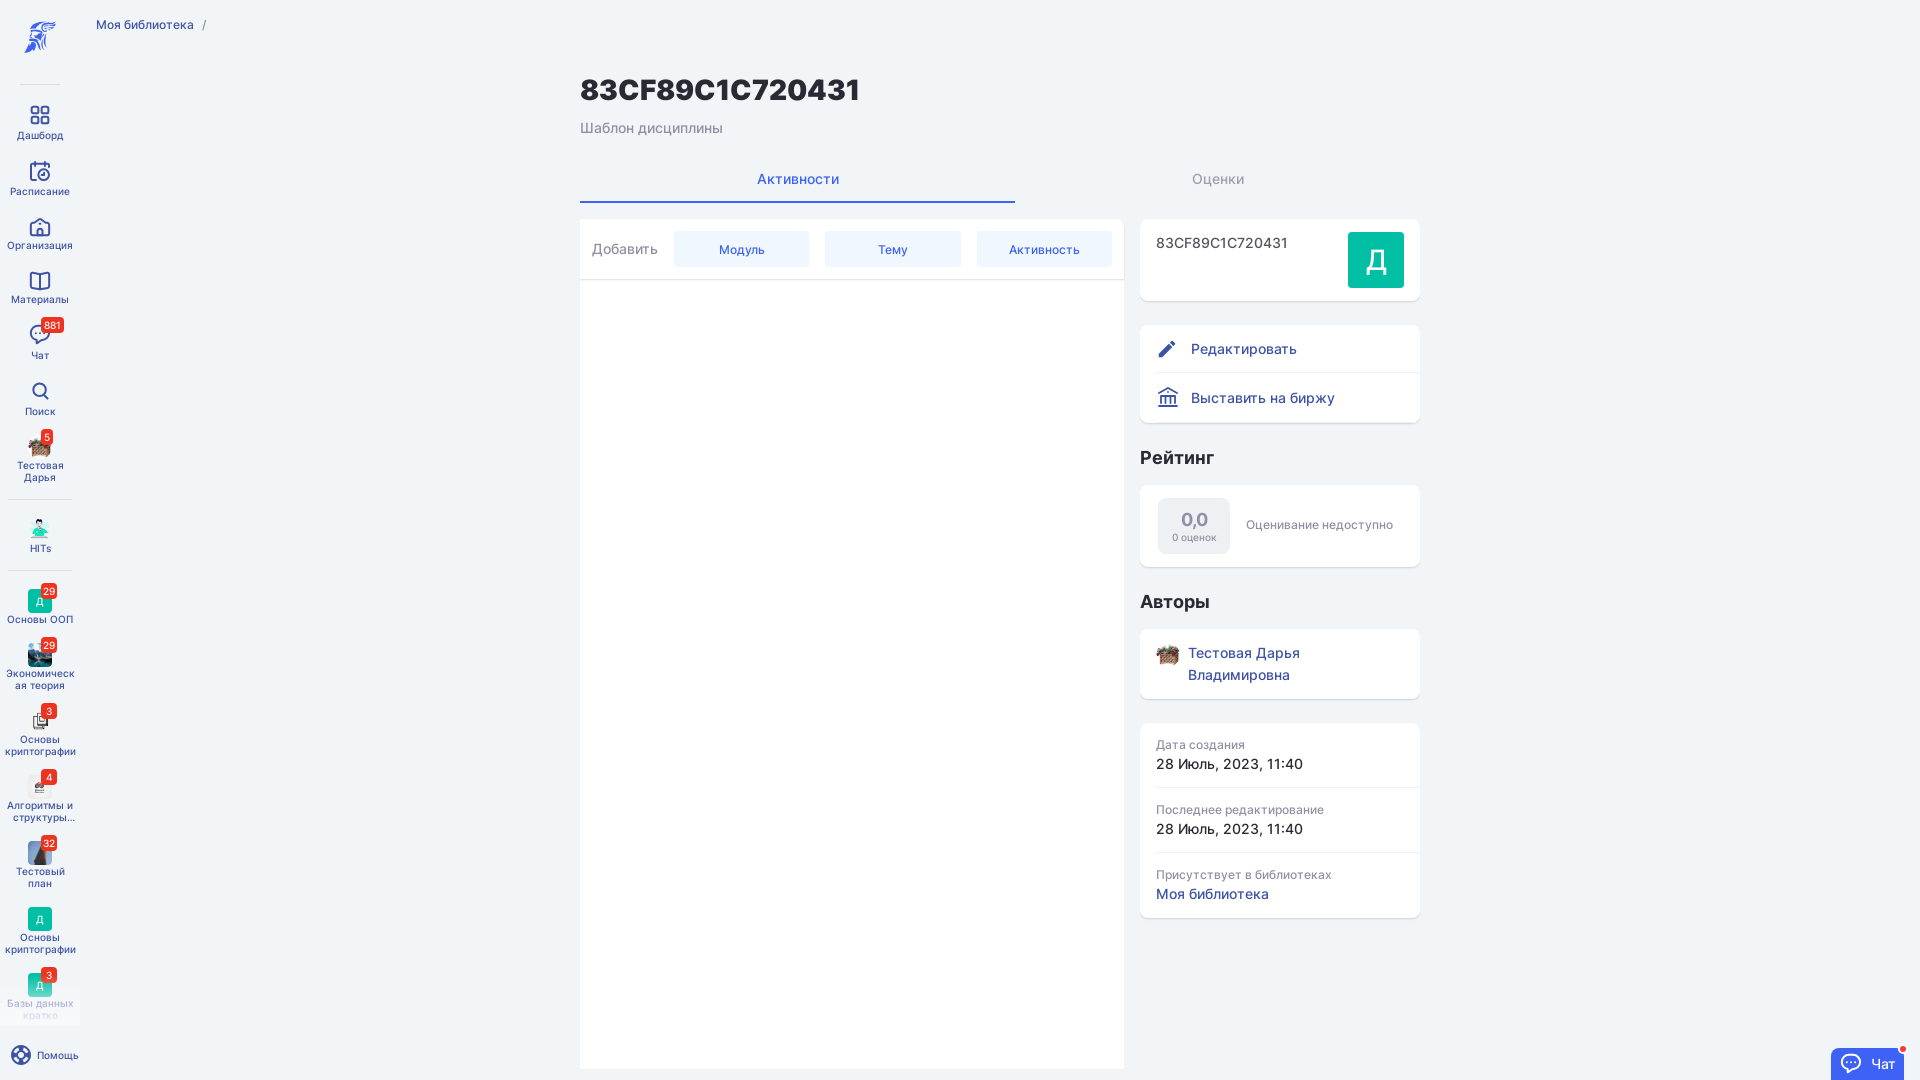 Моя библиотека /
Дашборд
Расписание
Организация
Материалы
881
Чат
Поиск
5
Тестовая
Дарья
HITs
29
Д
Основы ООП
29
Экономическ
ая теория
3
Основы
криптографии
4
Алгоритмы и
структуры...
32
Тестовый
план
Д
Основы
криптографии
3
Д
Базы данных
кратко
Помощь
83CF89C1C720431
Шаблон дисциплины
Активности
Оценки
Добавить
Модуль
Тему
Активность
83CF89C1C720431
Д
Редактировать
Выставить на биржу
Рейтинг
0,0
0 оценок
Оценивание недоступно
Авторы
Тестовая Дарья
Владимировна
Дата создания
28 Июль, 2023, 11:40
Последнее редактирование
28 Июль, 2023, 11:40
Присутствует в библиотеках
Моя библиотека
Чат